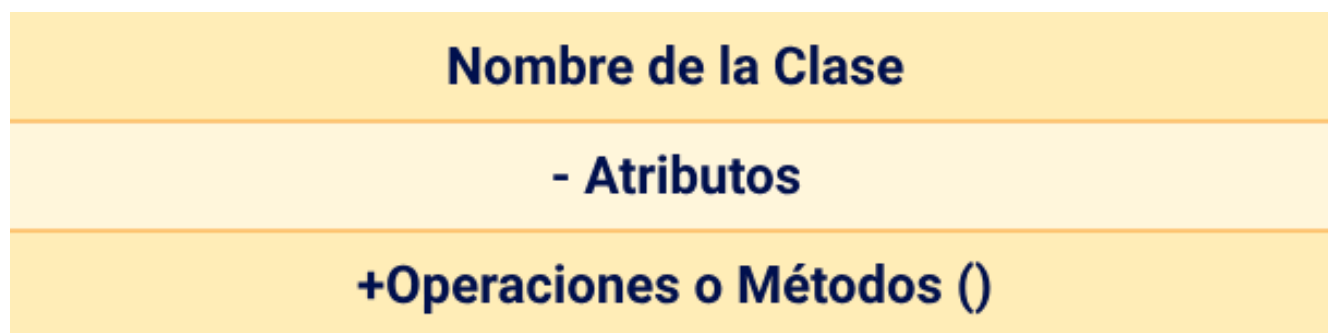 Nombre de la Clase
- Atributos
+Operaciones o Métodos ()